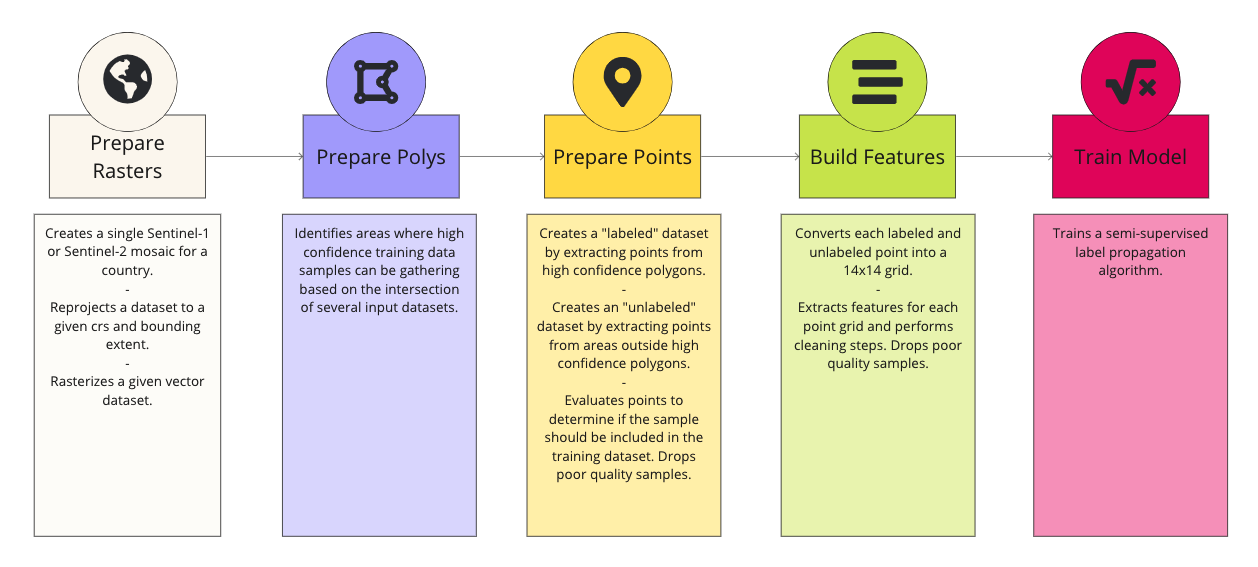 Prepare
Rasters
Prepare Polys
Prepare Points
Build Features
Train Model
Creates a single Sentinel-1
or Sentinel-2 mosaic for a
country.
-
Reprojects a dataset to a
given crs and bounding
extent.
-
Rasterizes a given vector
dataset.
Identifies areas where high
confidence training data
samples can be gathering
based on the intersection
of several input datasets.
Creates a "labeled" dataset
by extracting points from
high confidence polygons.
-
Creates an "unlabeled"
dataset by extracting points
from areas outside high
confidence polygons.
-
Evaluates points to
determine if the sample
should be included in the
training dataset. Drops
poor quality samples.
Converts each labeled and
unlabeled point into a
14x14 grid.
-
Extracts features for each
point grid and performs
cleaning steps. Drops poor
quality samples.
Trains a semi-supervised
label propagation
algorithm.